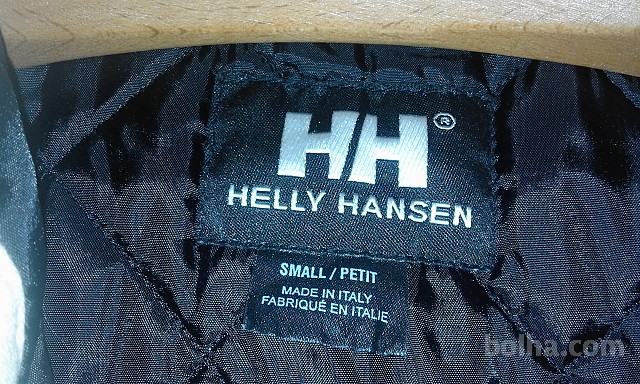 HH®
HELLY HANSEN
SMALL / PETIT
MADE IN ITALY
FABRIQUÉ EN ITALIE
bolha.com